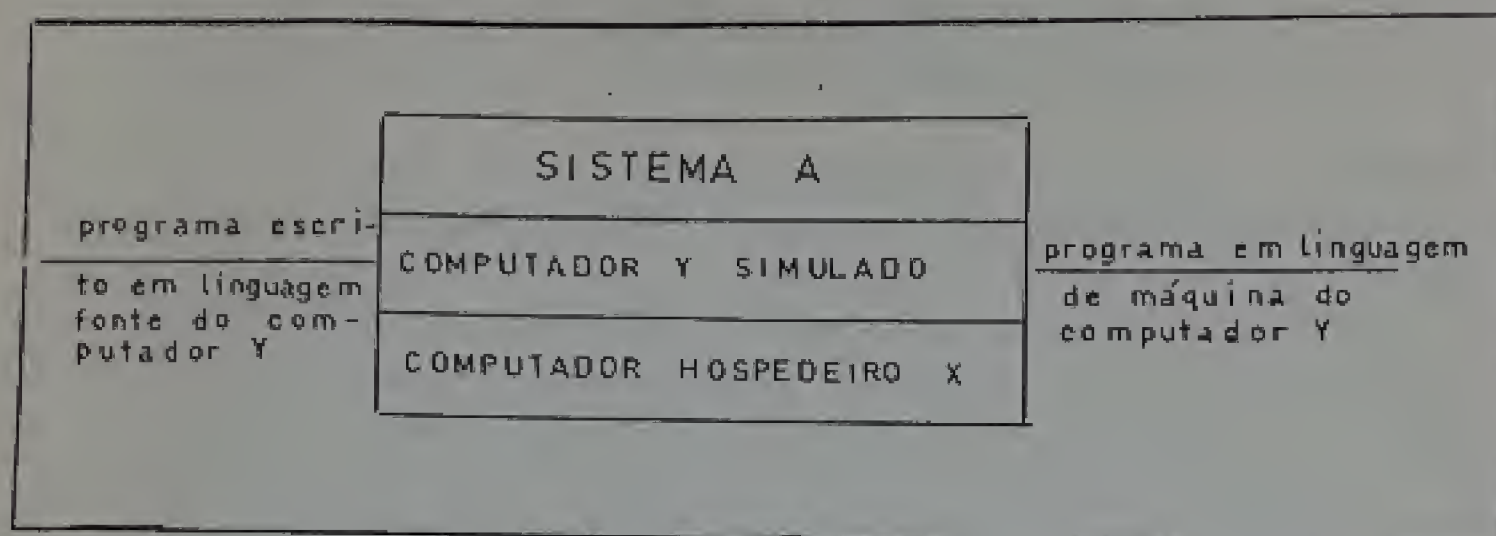 programa escri-
to em linguagem
fonte do com-
putador Y
SISTEMA A
COMPUTADOR Y SIMULADO
COMPUTADOR HOSPEDEIRO X
programa em linguagem
de máquina do
computador Y